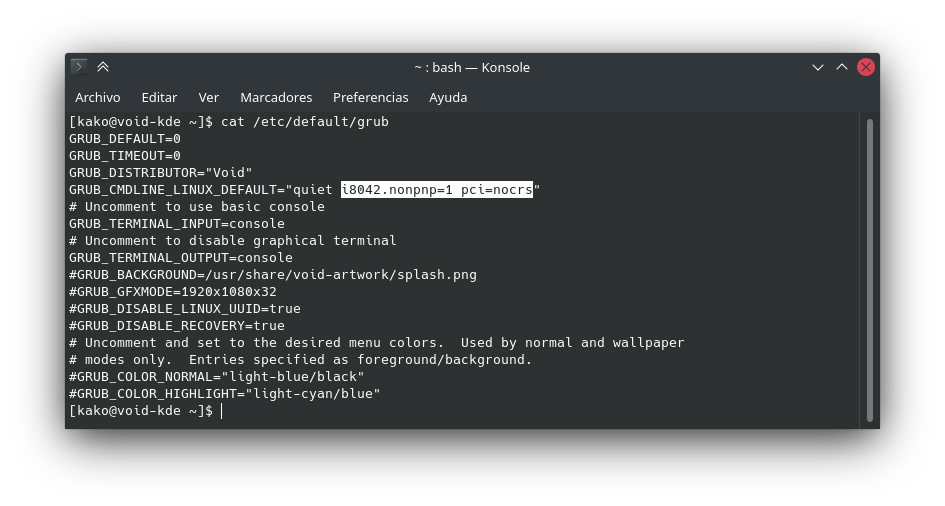 ~ : bash — Konsole
Archivo Editar Ver Marcadores Preferencias Ayuda
[kako@void-kde ~]$ cat /etc/default/grub
GRUB_DEFAULT=0
GRUB_TIMEOUT=0
GRUB_DISTRIBUTOR="Void"
GRUB_CMDLINE_LINUX_DEFAULT="quiet i8042.nonpnp=1 pci=nocrs"
# Uncomment to use basic console
GRUB_TERMINAL_INPUT=console
# Uncomment to disable graphical terminal
GRUB_TERMINAL_OUTPUT=console
#GRUB_BACKGROUND=/usr/share/void-artwork/splash.png
#GRUB_GFXMODE=1920x1080x32
#GRUB_DISABLE_LINUX_UUID=true
#GRUB_DISABLE_RECOVERY=true
# Uncomment and set to the desired menu colors.  Used by normal and wallpaper
# modes only.  Entries specified as foreground/background.
#GRUB_COLOR_NORMAL="light-blue/black"
#GRUB_COLOR_HIGHLIGHT="light-cyan/blue"
[kako@void-kde ~]$